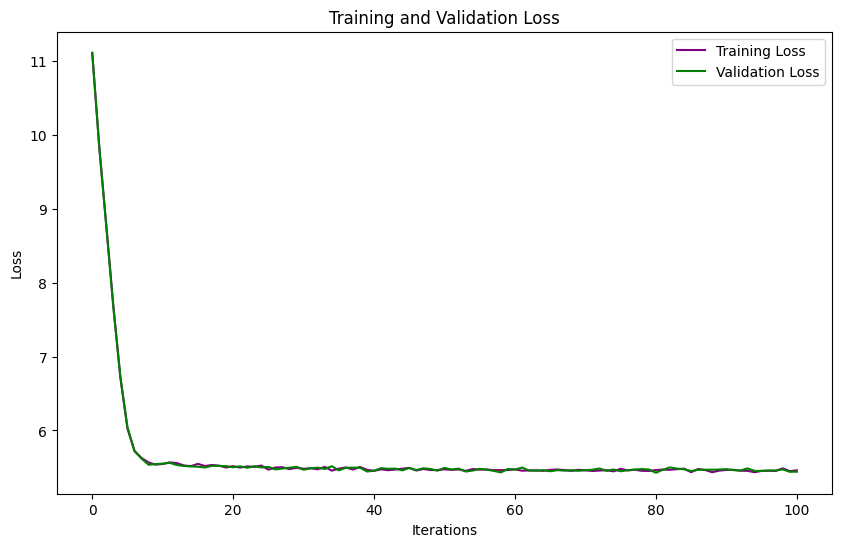 Training and Validation Loss
Training Loss
Validation Loss
11
10
9
8
7
6
Loss
0 20 40 60 80 100
Iterations